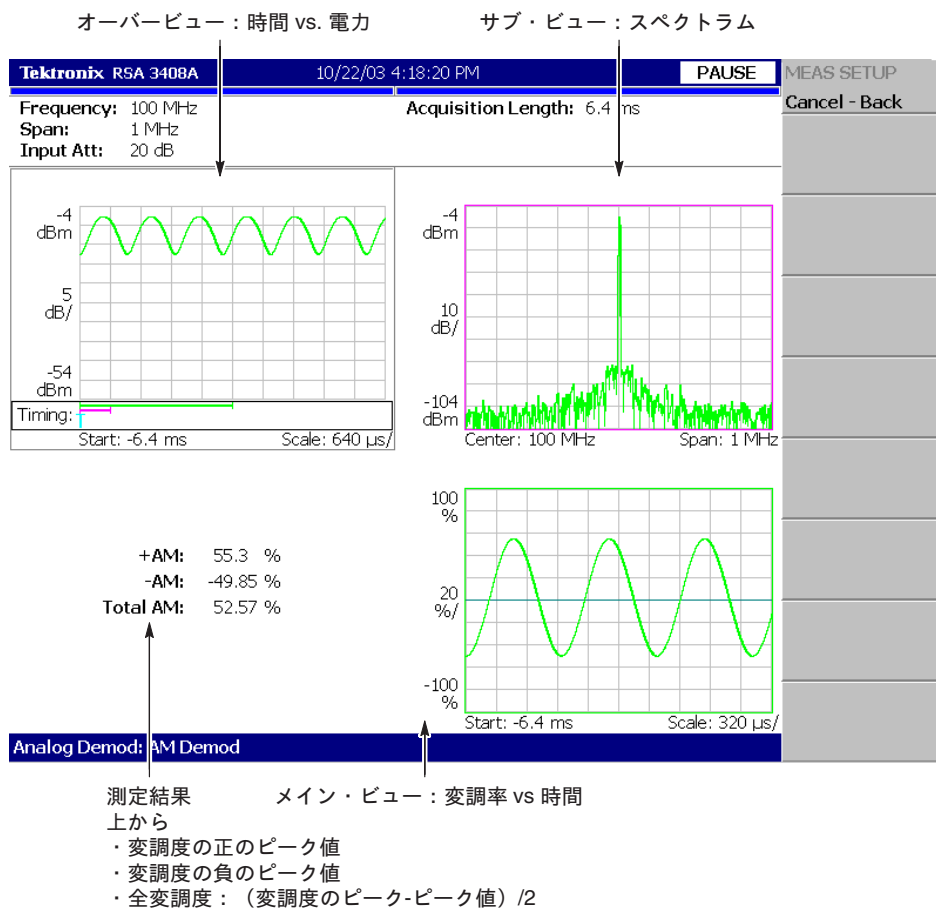 オーバービュー：時間 vs. 電力
サブ・ビュー：スペクトラム
Tektronix RSA 3408A 10/22/03 4:18:20 PM PAUSE
MEAS SETUP
Cancel - Back
Frequency: 100 MHz
Span: 1 MHz
Input Att: 20 dB
Acquisition Length: 6.4 ms
-4
dBm
5
dB/
-54
dBm
Timing:
Start: -6.4 ms Scale: 640 µs/
-4
dBm
10
dB/
-104
dBm
Center: 100 MHz Span: 1 MHz
+AM: 55.3 %
-AM: -49.85 %
Total AM: 52.57 %
100
%
20
%/
-100
%
Start: -6.4 ms Scale: 320 µs/
Analog Demod: AM Demod
測定結果
上から
・変調度の正のピーク値
・変調度の負のピーク値
・全変調度：（変調度のピーク-ピーク値）/2
メイン・ビュー：変調率 vs 時間